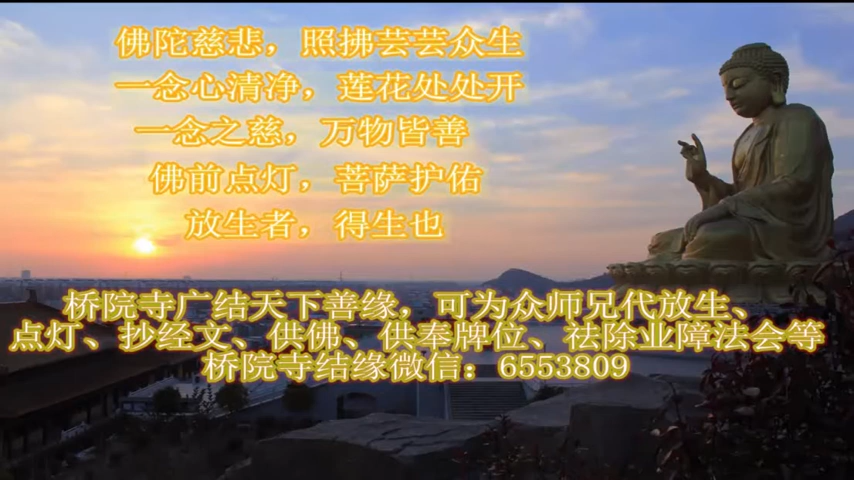 佛陀慈悲，照拂芸芸众生
一念心清净，莲花处处开
一念之慈，万物皆善
佛前点灯，菩萨护佑
放生者，得生也
桥院寺广结天下善缘，可为众师兄代放生、
点灯、抄经文、供佛、供奉牌位、祛除业障法会等
桥院寺结缘微信：6553809